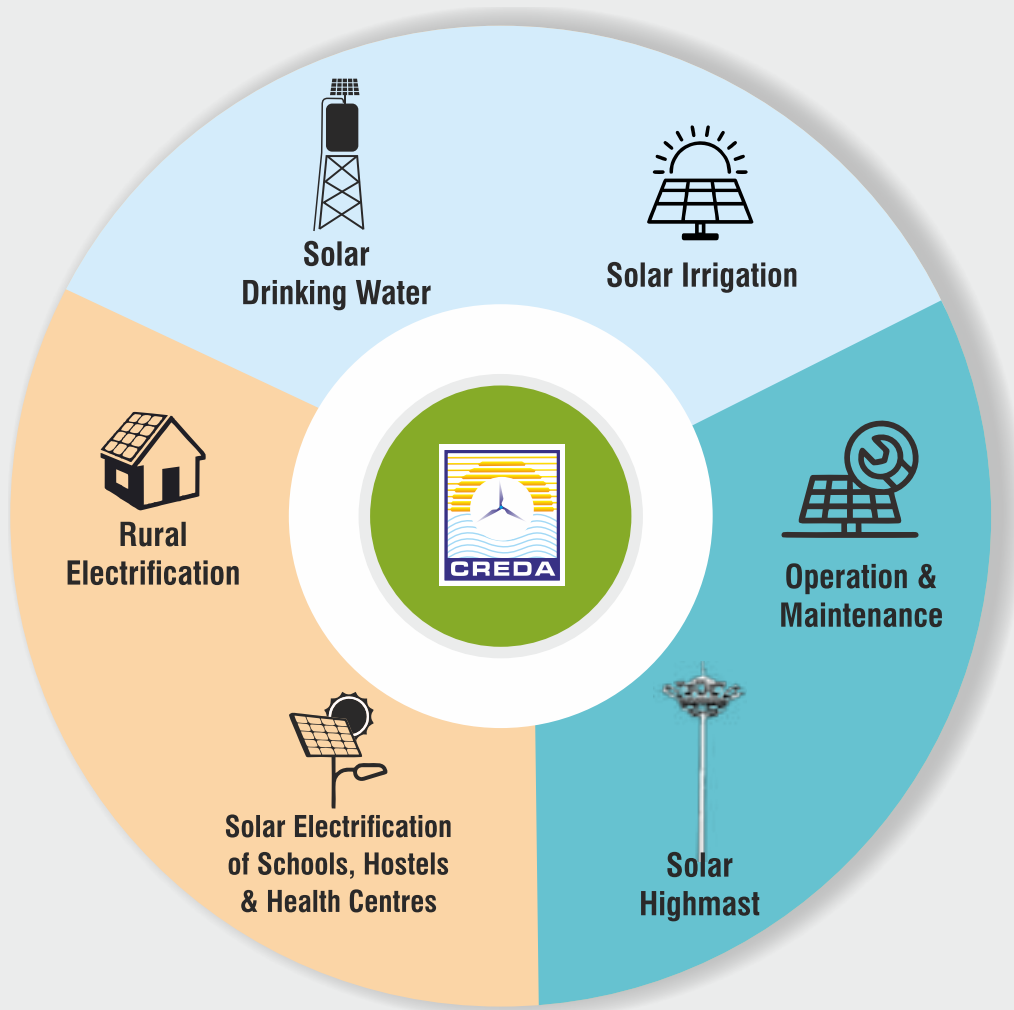 Solar
Drinking Water
Solar Irrigation
Rural
Electrification
CREDA
Operation &
Maintenance
Solar Electrification
of Schools, Hostels
& Health Centres
Solar
Highmast